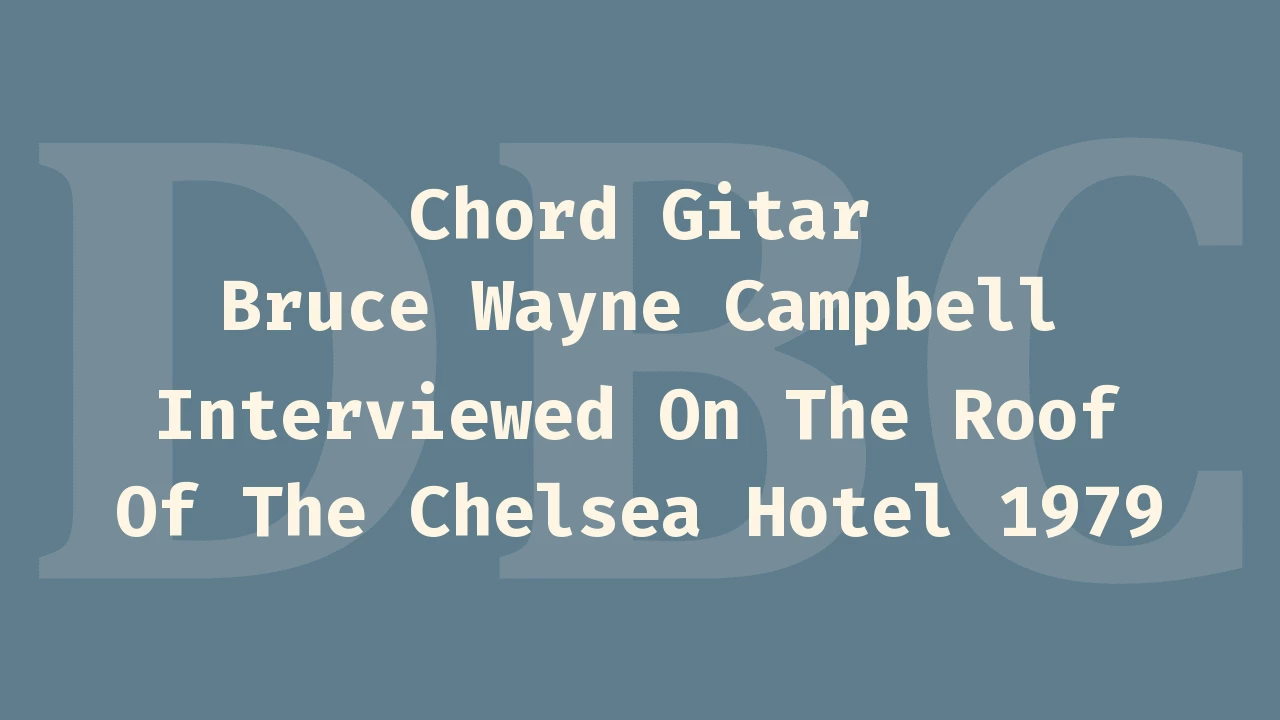 DBC
Chord Gitar
Bruce Wayne Campbell
Interviewed On The Roof
Of The Chelsea Hotel 1979